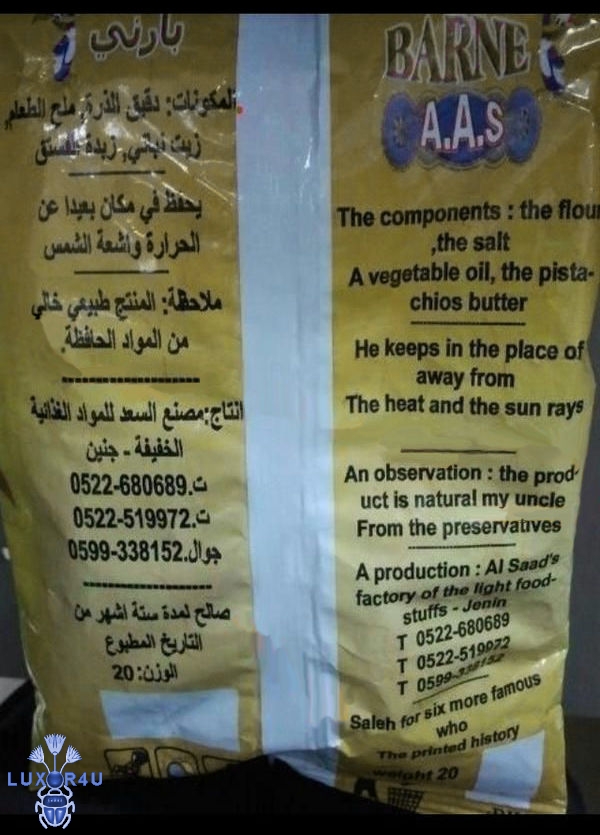 بارني
المكونات: دقيق الذرة, ملح الطعام,
زيت نباتي, زبدة بالفستق
يحفظ في مكان بعيدا عن
الحرارة واشعة الشمس
ملاحظة: المنتج طبيعي خالي
من المواد الحافظة.
انتاج:مصنع السعد للمواد الغذائية
الخفيفة - جنين
ت.0522-680689
ت.0522-519972
جوال.0599-338152
صالح لمدة ستة اشهر من
التاريخ المطبوع
الوزن: 20
BARNE
A.A.S
The components : the flour
,the salt
A vegetable oil, the pista-
chios butter
He keeps in the place of
away from
The heat and the sun rays
An observation : the prod-
uct is natural my uncle
From the preservatives
A production : Al Saad's
factory of the light food-
stuffs - Jenin
T 0522-680689
T 0522-519972
T 0599-338152
Saleh for six more famous
who
The printed history
weight 20
LUXOR4U